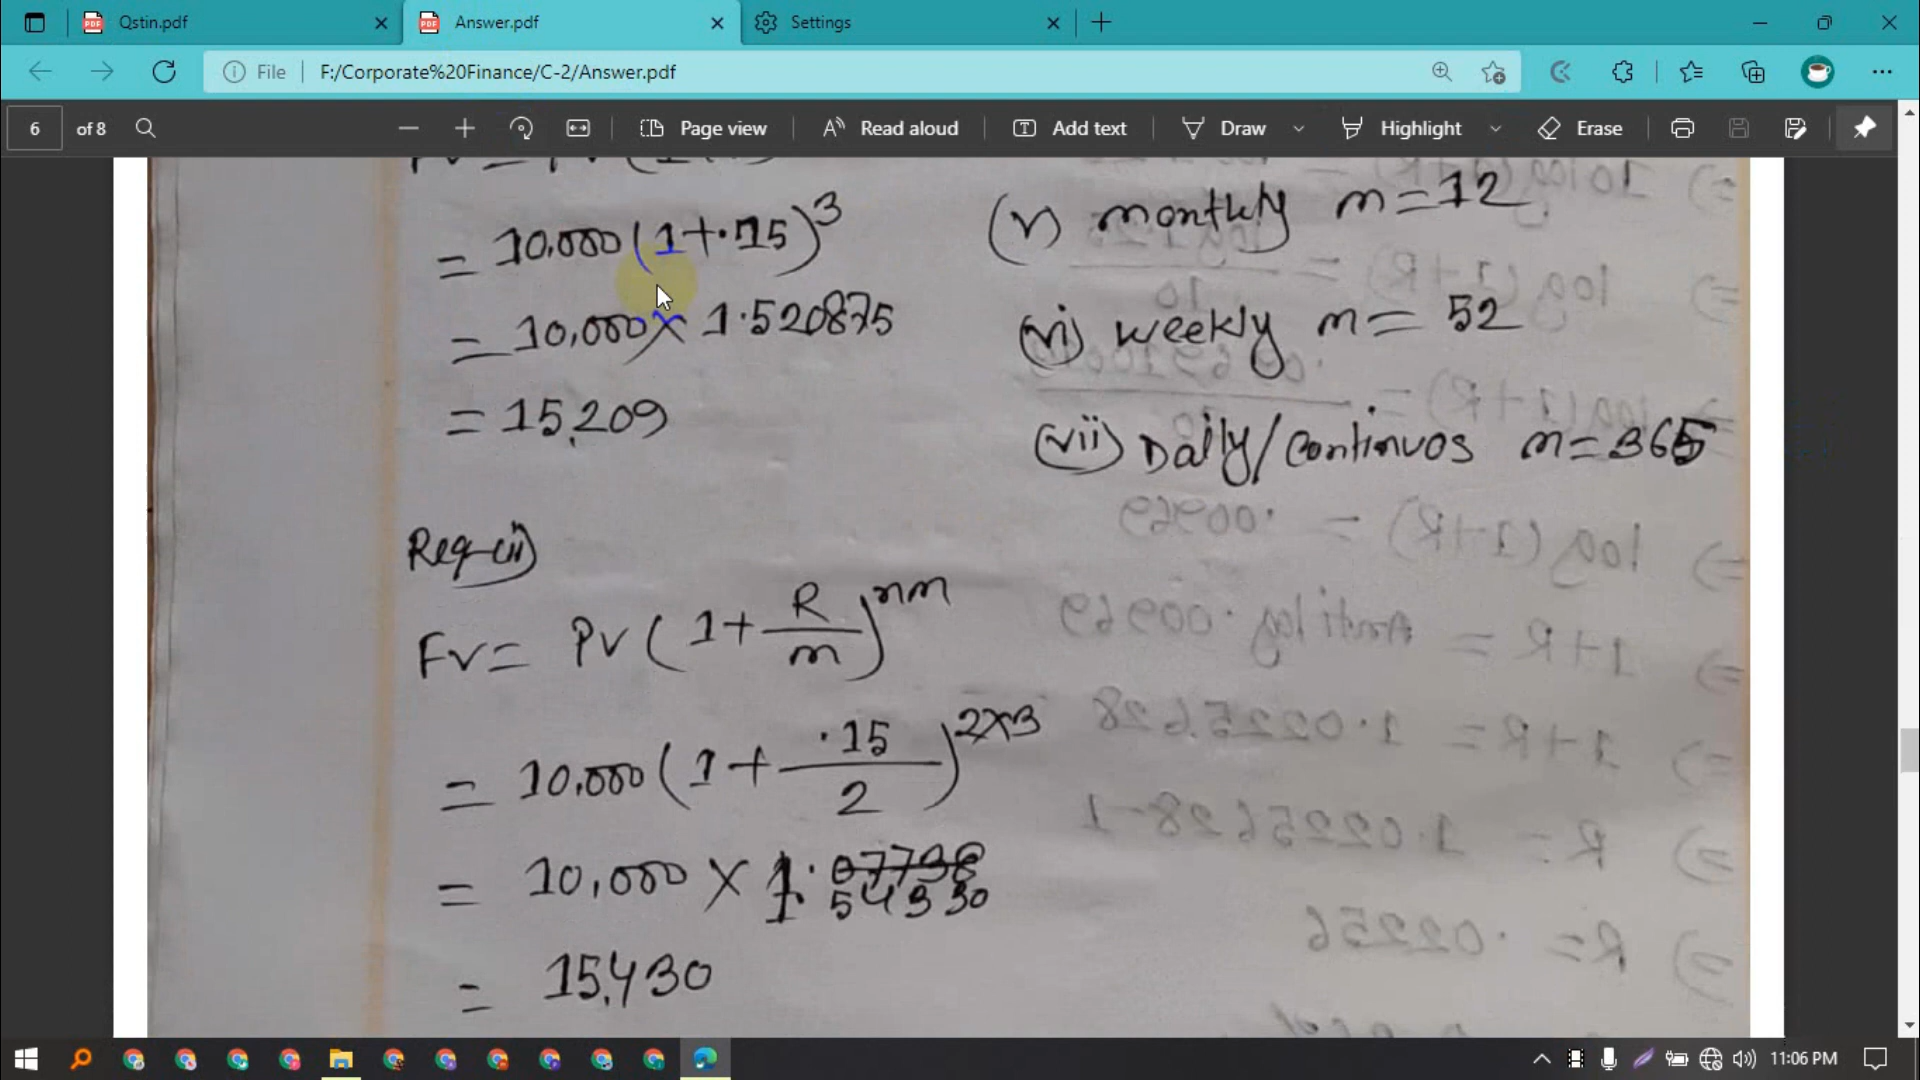 Qstin.pdf
Answer.pdf
Settings
File
F:/Corporate%20Finance/C-2/Answer.pdf
6 of 8
Page view
Read aloud
Add text
Draw
Highlight
Erase
= 10,000 (1+.15)^3
= 10,000 × 1.520875
= 15,209
(v) monthly m=12
(vi) weekly m= 52
(vii) Daily/continuos m=365
Req-(ii)
FV= PV (1+ R/m)^nm
= 10,000 (1+ .15/2)^2×3
= 10,000 × 1.54330
= 15,430
11:06 PM